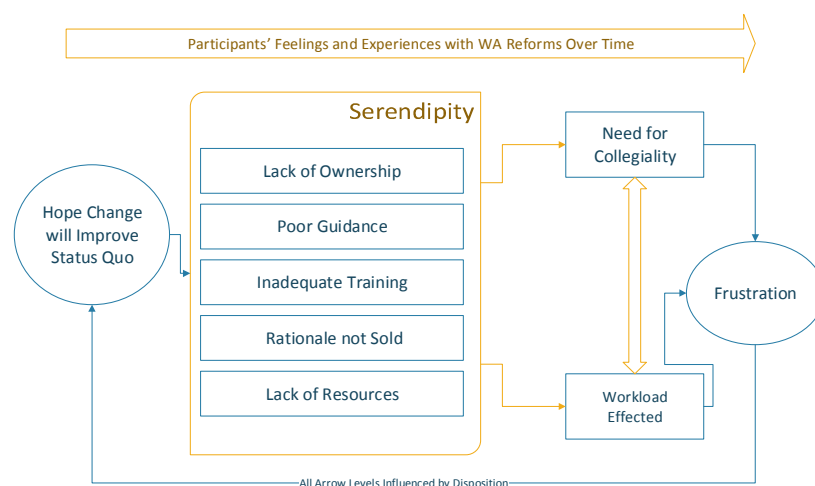 Participants' Feelings and Experiences with WA Reforms Over Time
Serendipity
Lack of Ownership
Poor Guidance
Inadequate Training
Rationale not Sold
Lack of Resources
Hope Change
will Improve
Status Quo
Need for
Collegiality
Frustration
Workload
Effected
All Arrow Levels Influenced by Disposition